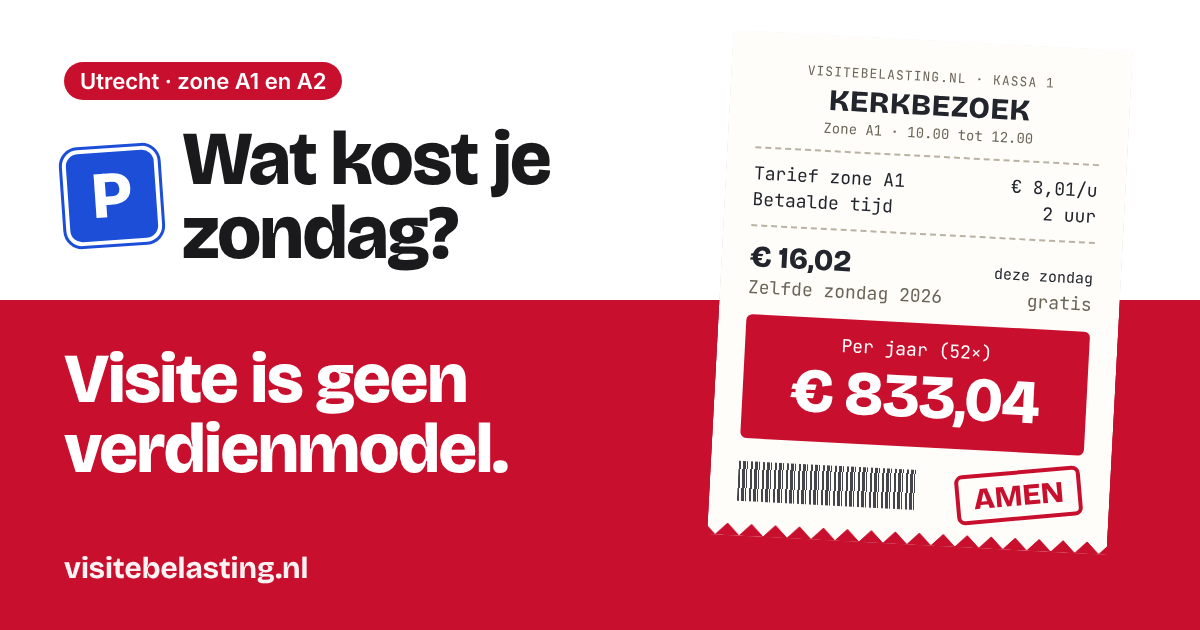 Utrecht · zone A1 en A2
P
Wat kost je
zondag?
Visite is geen
verdienmodel.
visitebelasting.nl
VISITEBELASTING.NL · KASSA 1
KERKBEZOEK
Zone A1 · 10.00 tot 12.00
Tarief zone A1 € 8,01/u
Betaalde tijd 2 uur
€ 16,02 deze zondag
Zelfde zondag 2026 gratis
Per jaar (52×)
€ 833,04
AMEN